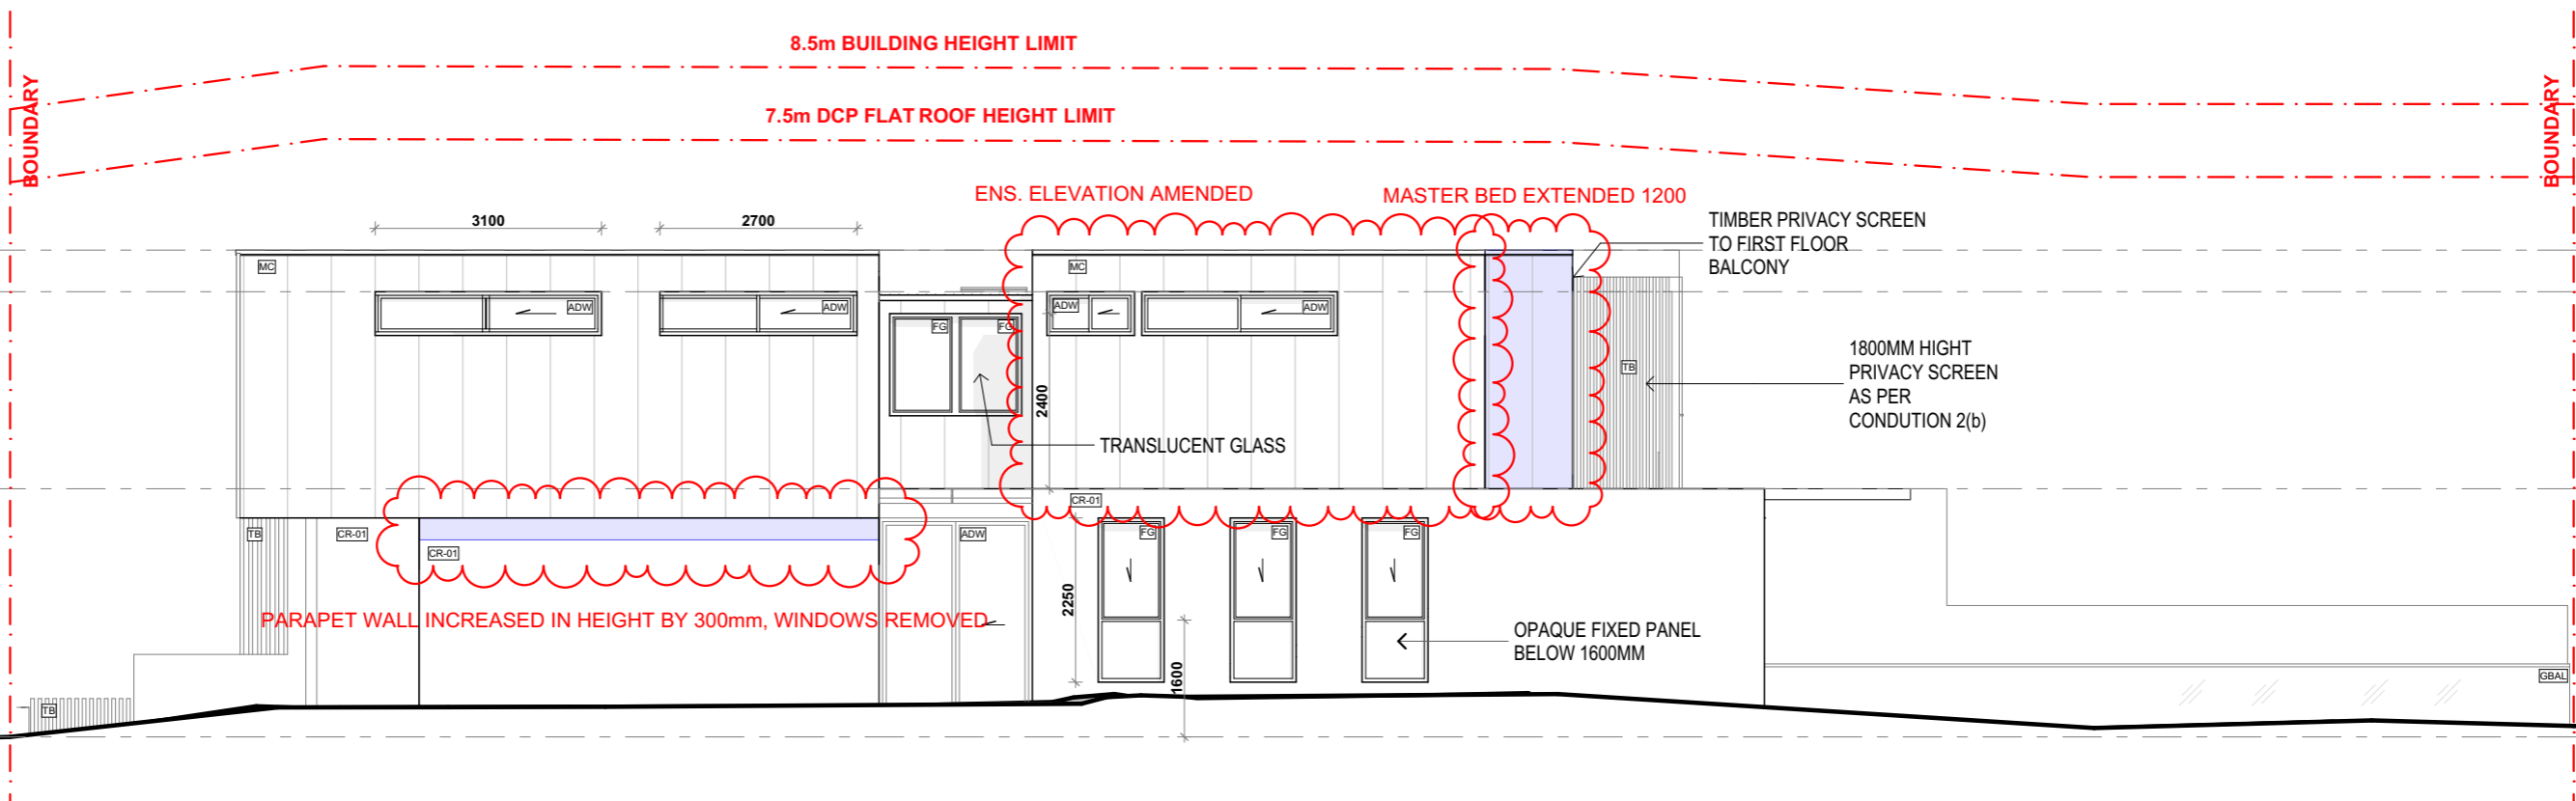 8.5m BUILDING HEIGHT LIMIT
BOUNDARY
BOUNDARY
7.5m DCP FLAT ROOF HEIGHT LIMIT
ENS. ELEVATION AMENDED
MASTER BED EXTENDED 1200
3100
2700
TIMBER PRIVACY SCREEN
TO FIRST FLOOR
BALCONY
MC
MC
ADW
ADW
ADW
ADW
FG
FG
2400
TB
1800MM HIGHT
PRIVACY SCREEN
AS PER
CONDUTION 2(b)
TRANSLUCENT GLASS
CR-01
TB
CR-01
CR-01
ADW
FG
FG
FG
2250
PARAPET WALL INCREASED IN HEIGHT BY 300mm, WINDOWS REMOVED
OPAQUE FIXED PANEL
BELOW 1600MM
1600
GBAL
TB